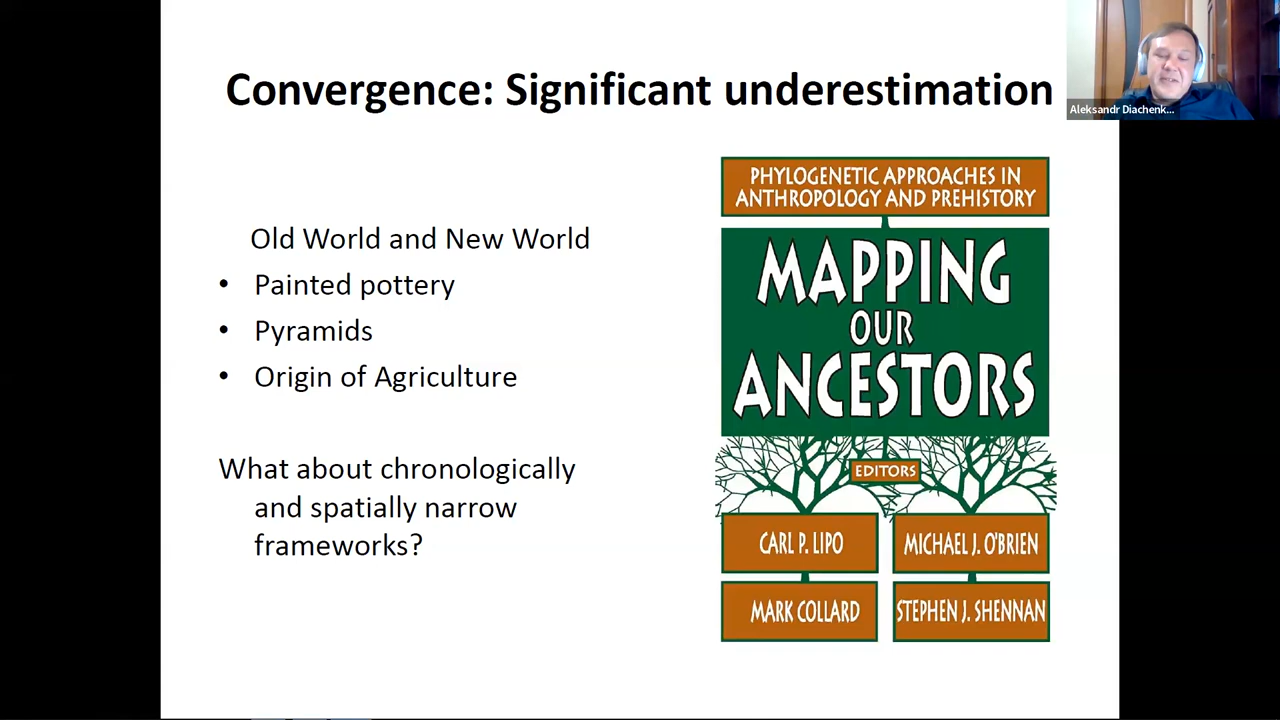 Convergence: Significant underestimation
Aleksandr Diachenk...
Old World and New World
• Painted pottery
• Pyramids
• Origin of Agriculture
What about chronologically
and spatially narrow
frameworks?
PHYLOGENETIC APPROACHES IN
ANTHROPOLOGY AND PREHISTORY
MAPPING
OUR
ANCESTORS
EDITORS
CARL P. LIPO
MICHAEL J. O'BRIEN
MARK COLLARD
STEPHEN J. SHENNAN